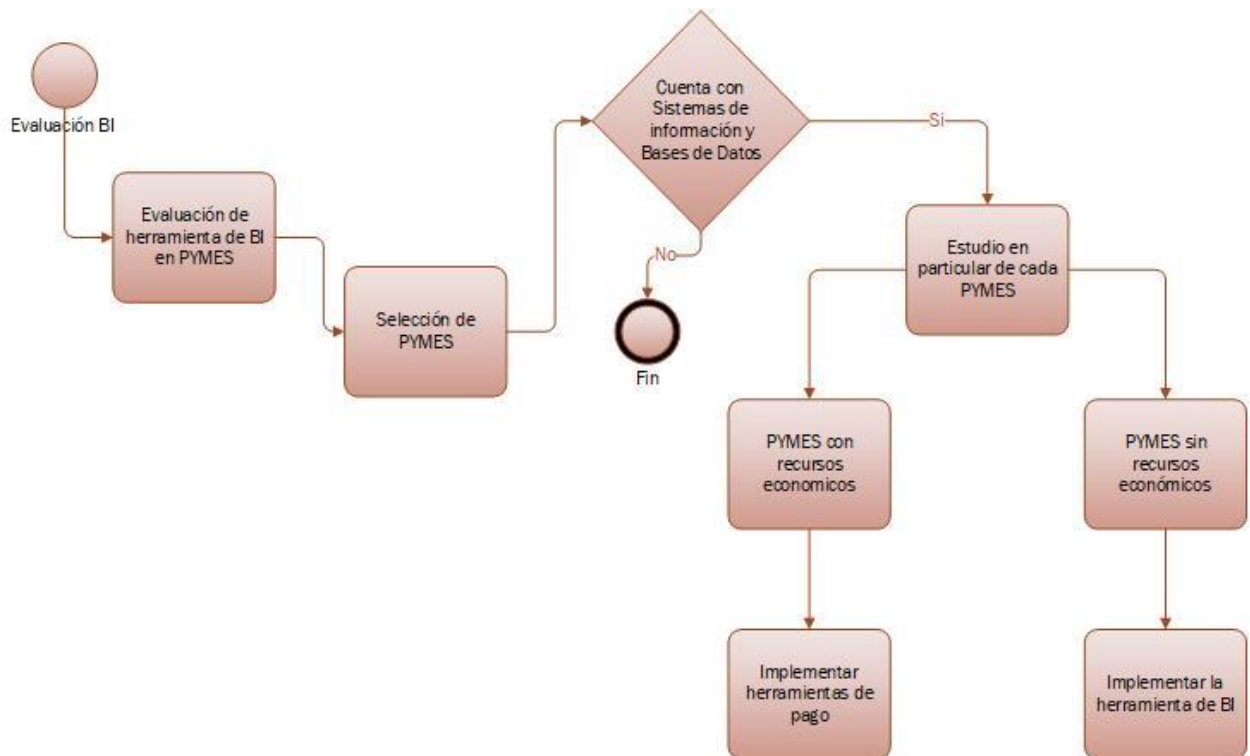 Evaluación BI
Evaluación de
herramienta de BI
en PYMES
Selección de
PYMES
Cuenta con
Sistemas de
información y
Bases de Datos
Si
No
Fin
Estudio en
particular de cada
PYMES
PYMES con
recursos
economicos
PYMES sin
recursos
económicos
Implementar
herramientas de
pago
Implementar la
herramienta de BI